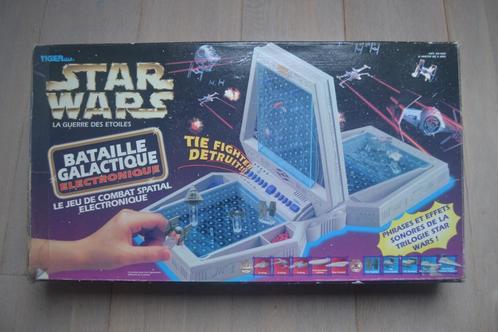 TIGER
STAR
WARS
LA GUERRE DES ETOILES
BATAILLE
GALACTIQUE
ELECTRONIQUE
LE JEU DE COMBAT SPATIAL
ELECTRONIQUE
TIE FIGHTER
DETRUIT!!
PHRASES ET EFFETS
SONORES DE LA
TRILOGIE STAR
WARS !